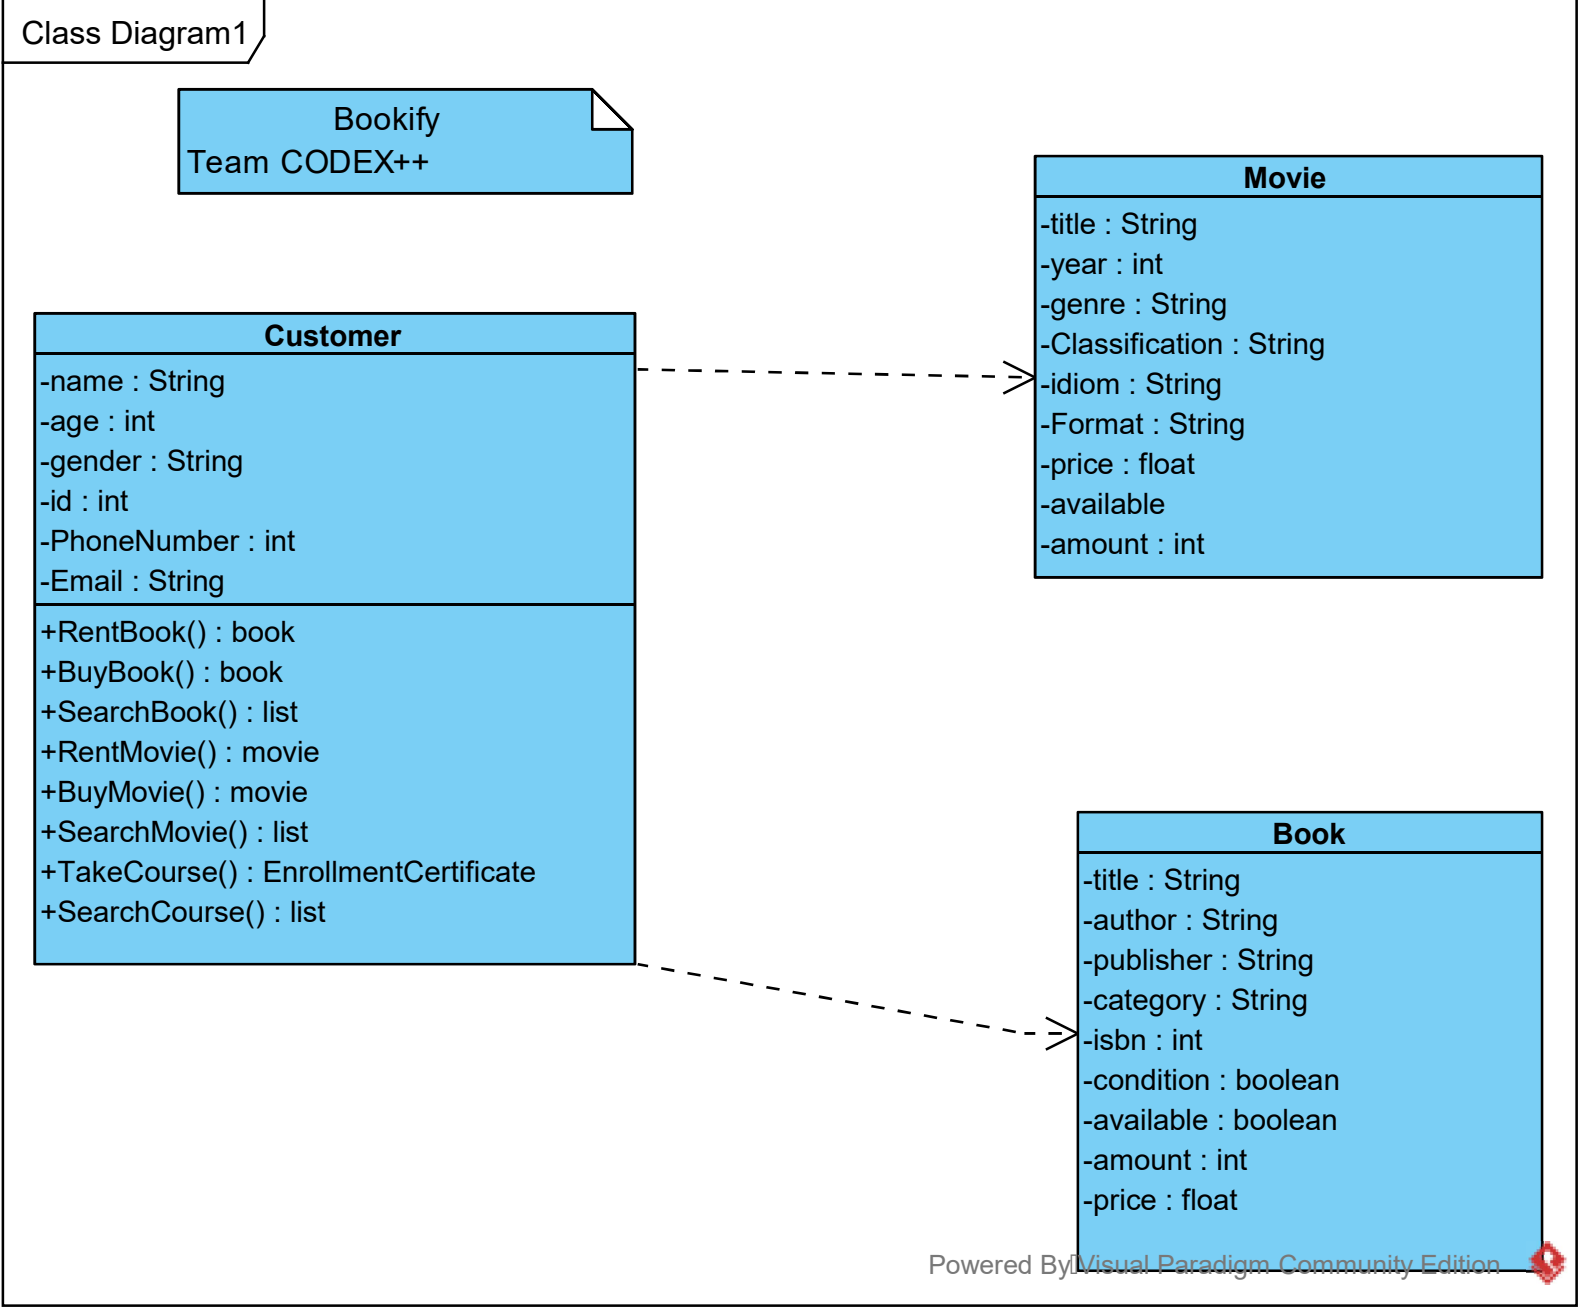 Class Diagram1
Bookify
Team CODEX++
Movie
-title : String
-year : int
-genre : String
-Classification : String
-idiom : String
-Format : String
-price : float
-available
-amount : int
Customer
-name : String
-age : int
-gender : String
-id : int
-PhoneNumber : int
-Email : String
+RentBook() : book
+BuyBook() : book
+SearchBook() : list
+RentMovie() : movie
+BuyMovie() : movie
+SearchMovie() : list
+TakeCourse() : EnrollmentCertificate
+SearchCourse() : list
Book
-title : String
-author : String
-publisher : String
-category : String
-isbn : int
-condition : boolean
-available : boolean
-amount : int
-price : float
Powered By Visual Paradigm Community Edition